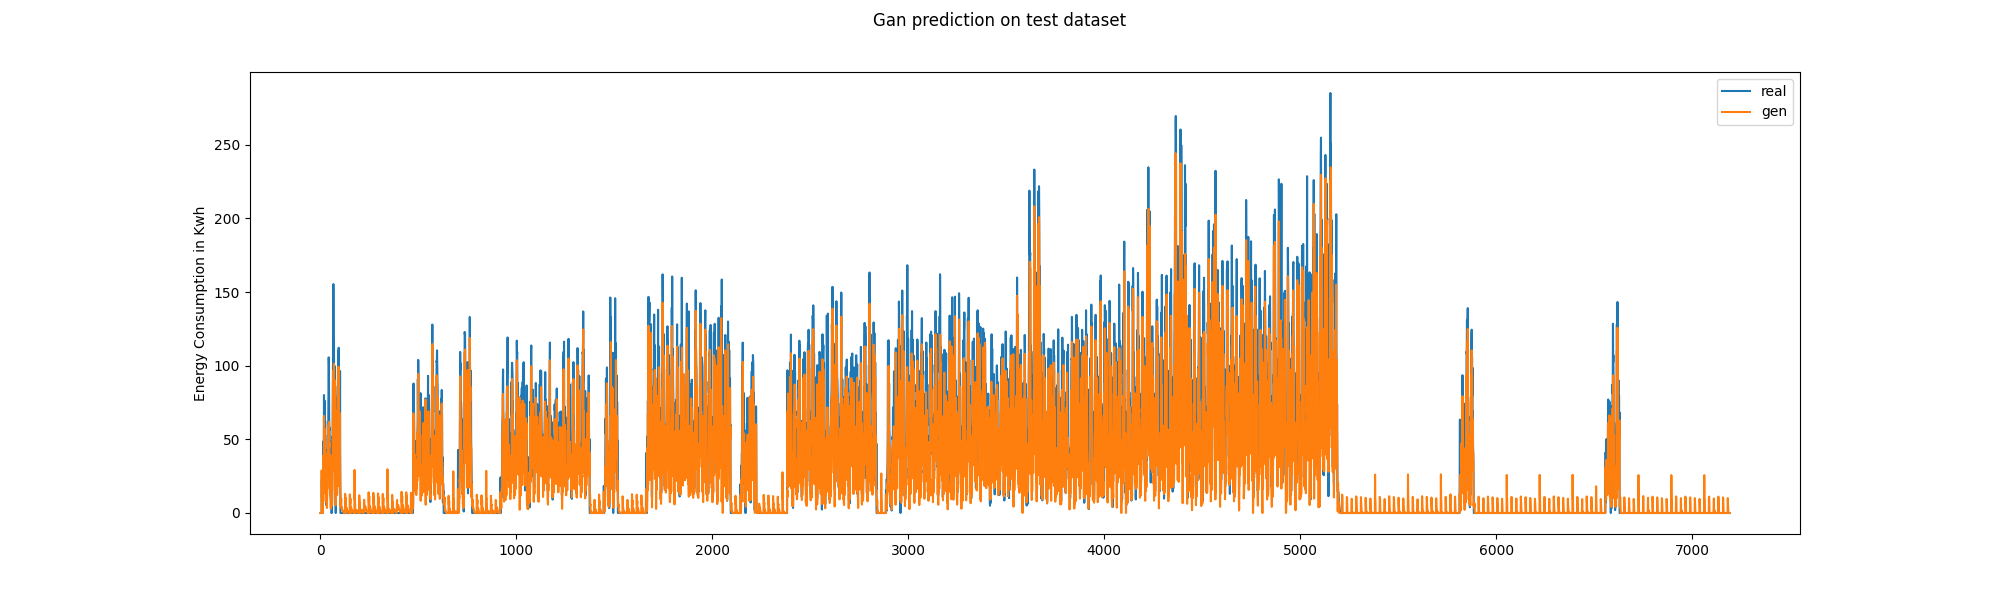 Gan prediction on test dataset
real
gen
Energy Consumption in Kwh
250
200
150
100
50
0
0 1000 2000 3000 4000 5000 6000 7000